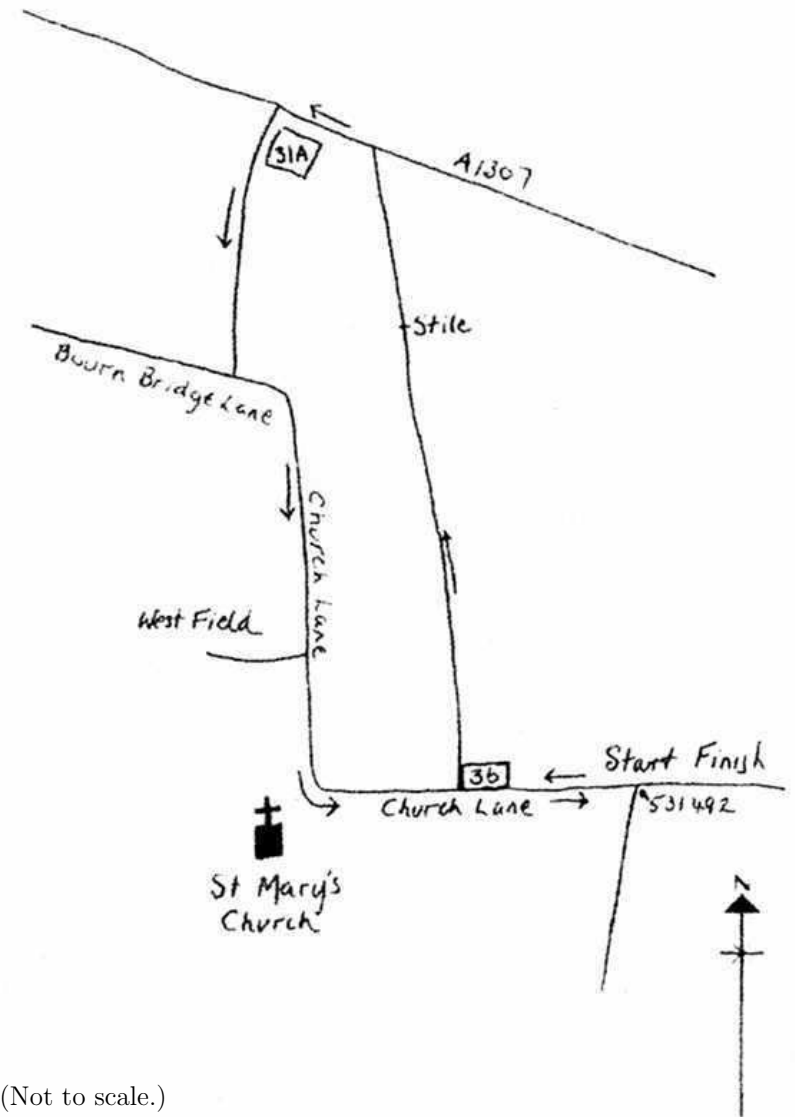 31A
A1307
Stile
Bourn Bridge Lane
Church Lane
West Field
36
Start Finish
Church Lane
531492
St Mary's
Church
N
(Not to scale.)